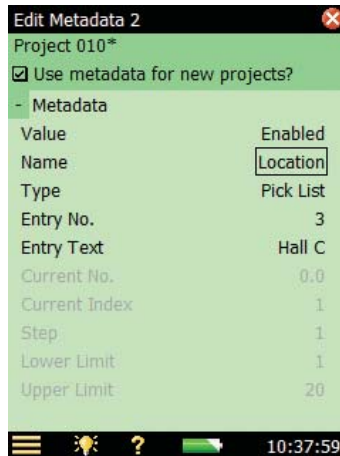 Edit Metadata 2
Project 010*
Use metadata for new projects?
- Metadata
Value Enabled
Name Location
Type Pick List
Entry No. 3
Entry Text Hall C
Current No. 0.0
Current Index 1
Step 1
Lower Limit 1
Upper Limit 20
? 10:37:59